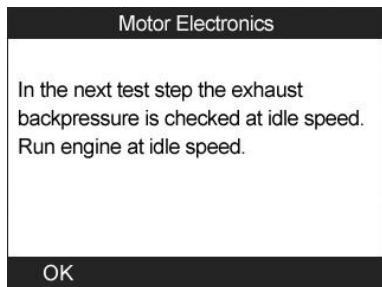 Motor Electronics
In the next test step the exhaust
backpressure is checked at idle speed.
Run engine at idle speed.
OK